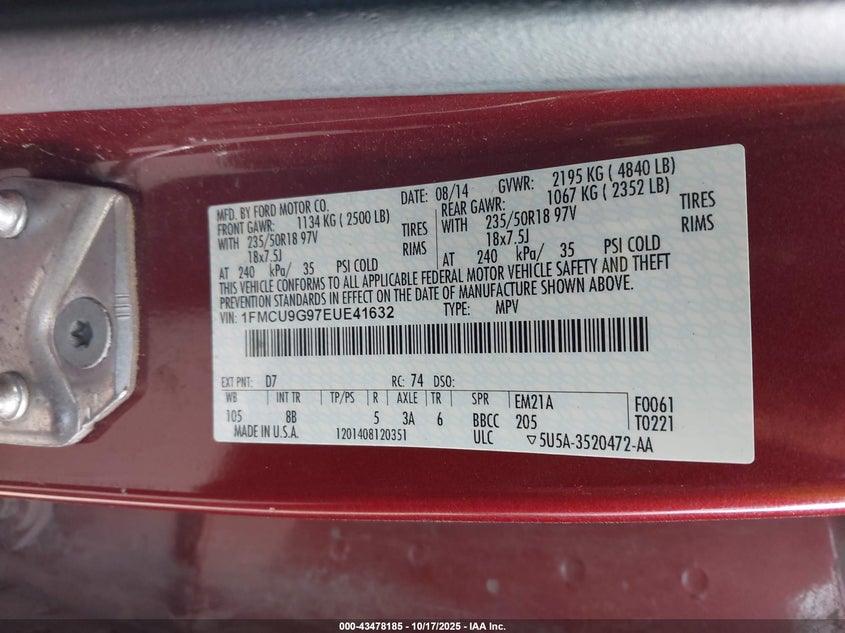 MFD. BY FORD MOTOR CO. DATE: 08/14 GVWR: 2195 KG ( 4840 LB)
FRONT GAWR: 1134 KG ( 2500 LB) REAR GAWR: 1067 KG ( 2352 LB)
WITH 235/50R18 97V TIRES WITH 235/50R18 97V TIRES
18x7.5J RIMS 18x7.5J RIMS
AT 240 kPa/ 35 PSI COLD AT 240 kPa/ 35 PSI COLD
THIS VEHICLE CONFORMS TO ALL APPLICABLE FEDERAL MOTOR VEHICLE SAFETY AND THEFT
PREVENTION STANDARDS IN EFFECT ON THE DATE OF MANUFACTURE SHOWN ABOVE.
VIN: 1FMCU9G97EUE41632 TYPE: MPV
EXT PNT: D7 RC: 74 DSO:
WB INT TR TP/PS R AXLE TR SPR EM21A F0061
105 8B 5 3A 6 BBCC 205 T0221
MADE IN U.S.A. 1201408120351 ULC ▽5U5A-3520472-AA
000-43478185 | 10/17/2025 | IAA Inc.